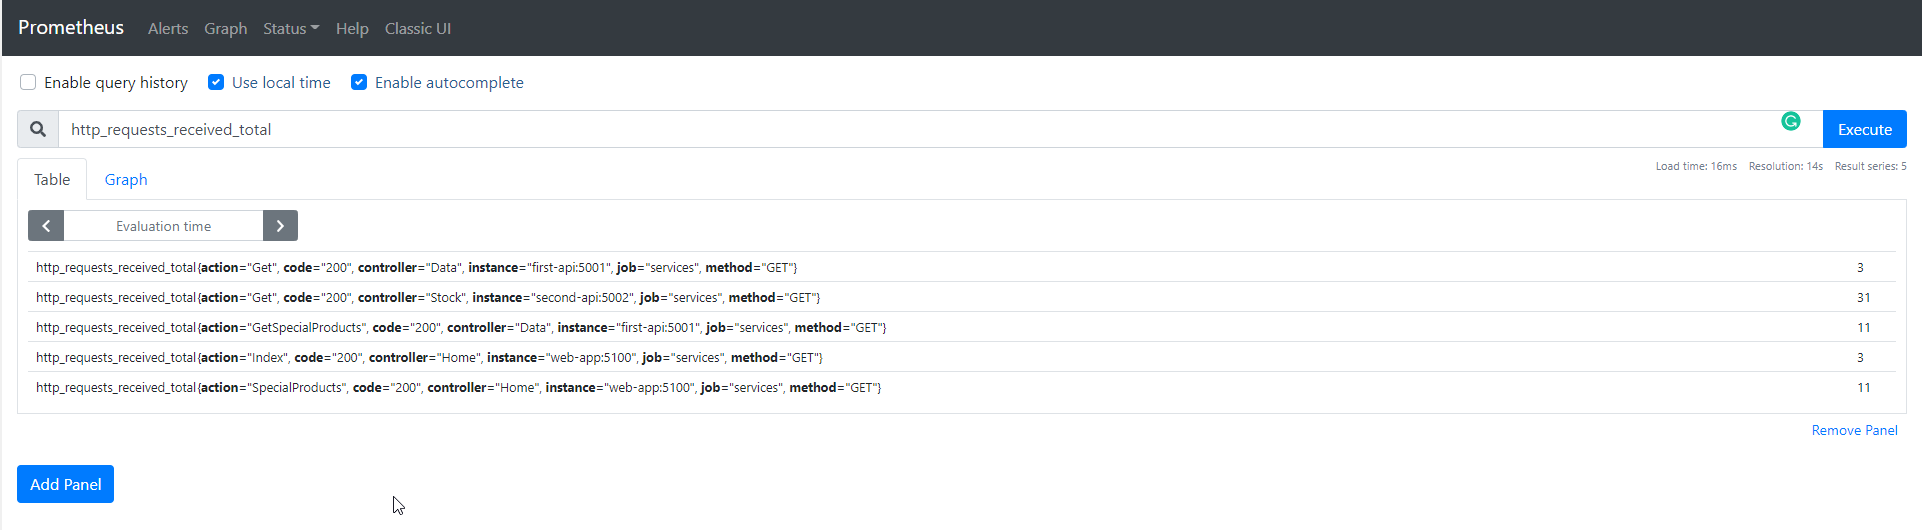 Prometheus Alerts Graph Status Help Classic UI
Enable query history Use local time Enable autocomplete
http_requests_received_total Execute
Load time: 16ms Resolution: 14s Result series: 5
Table Graph
Evaluation time
http_requests_received_total{action="Get", code="200", controller="Data", instance="first-api:5001", job="services", method="GET"} 3
http_requests_received_total{action="Get", code="200", controller="Stock", instance="second-api:5002", job="services", method="GET"} 31
http_requests_received_total{action="GetSpecialProducts", code="200", controller="Data", instance="first-api:5001", job="services", method="GET"} 11
http_requests_received_total{action="Index", code="200", controller="Home", instance="web-app:5100", job="services", method="GET"} 3
http_requests_received_total{action="SpecialProducts", code="200", controller="Home", instance="web-app:5100", job="services", method="GET"} 11
Remove Panel
Add Panel